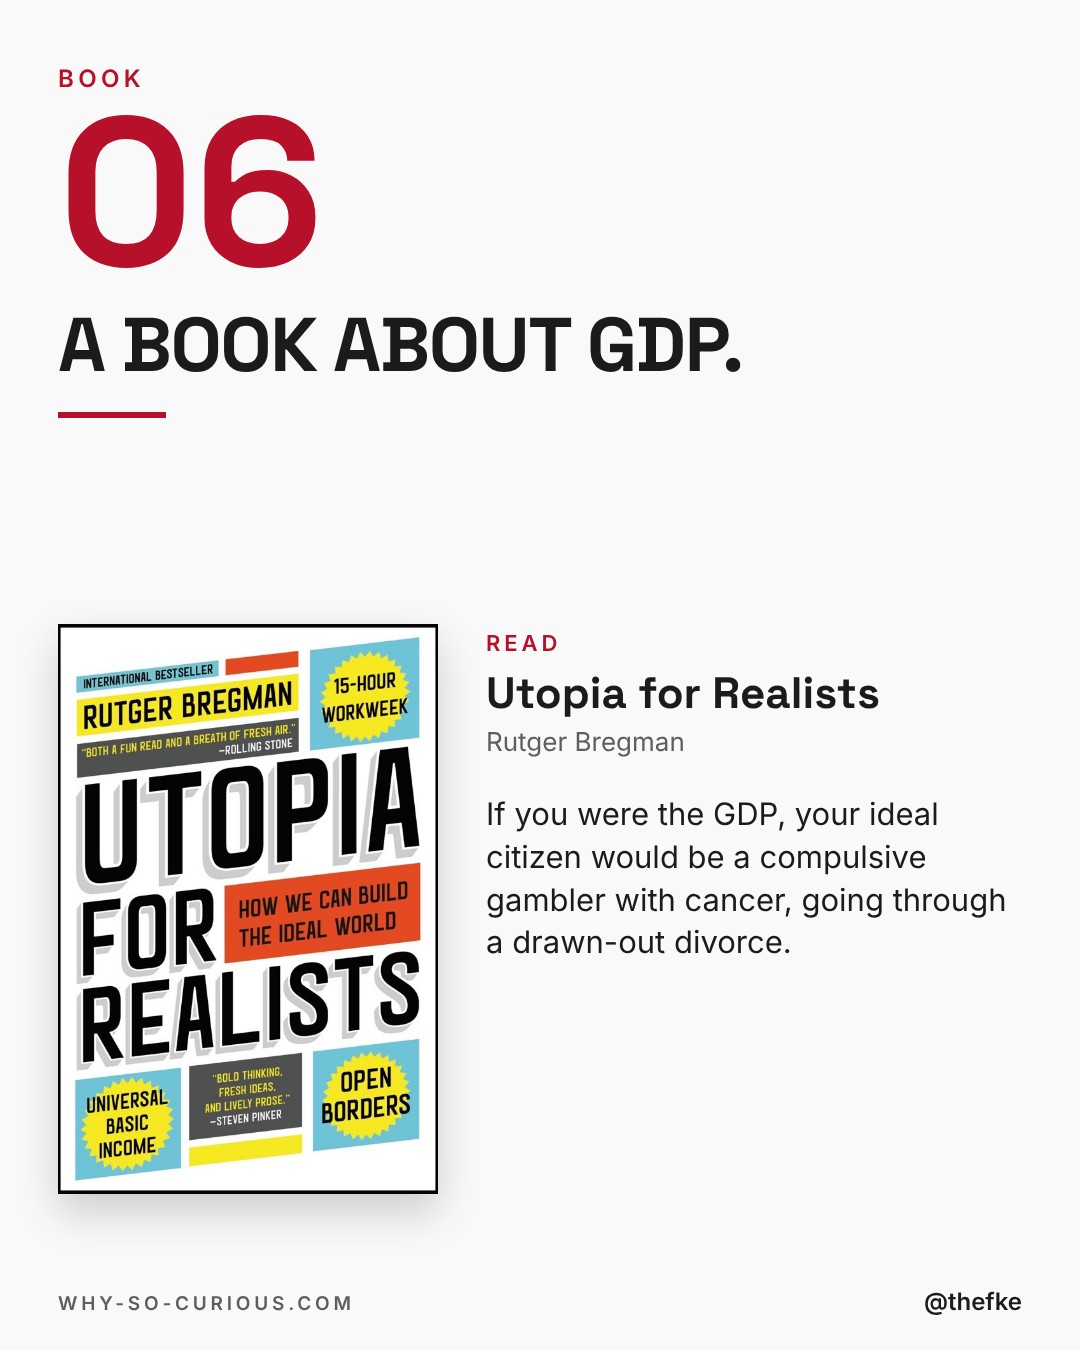 BOOK
06
A BOOK ABOUT GDP.
INTERNATIONAL BESTSELLER
RUTGER BREGMAN
"BOTH A FUN READ AND A BREATH OF FRESH AIR."
—ROLLING STONE
15-HOUR
WORKWEEK
UTOPIA
FOR
HOW WE CAN BUILD
THE IDEAL WORLD
REALISTS
UNIVERSAL
BASIC
INCOME
"BOLD THINKING,
FRESH IDEAS,
AND LIVELY PROSE."
—STEVEN PINKER
OPEN
BORDERS
READ
Utopia for Realists
Rutger Bregman
If you were the GDP, your ideal
citizen would be a compulsive
gambler with cancer, going through
a drawn-out divorce.
WHY-SO-CURIOUS.COM
@thefke